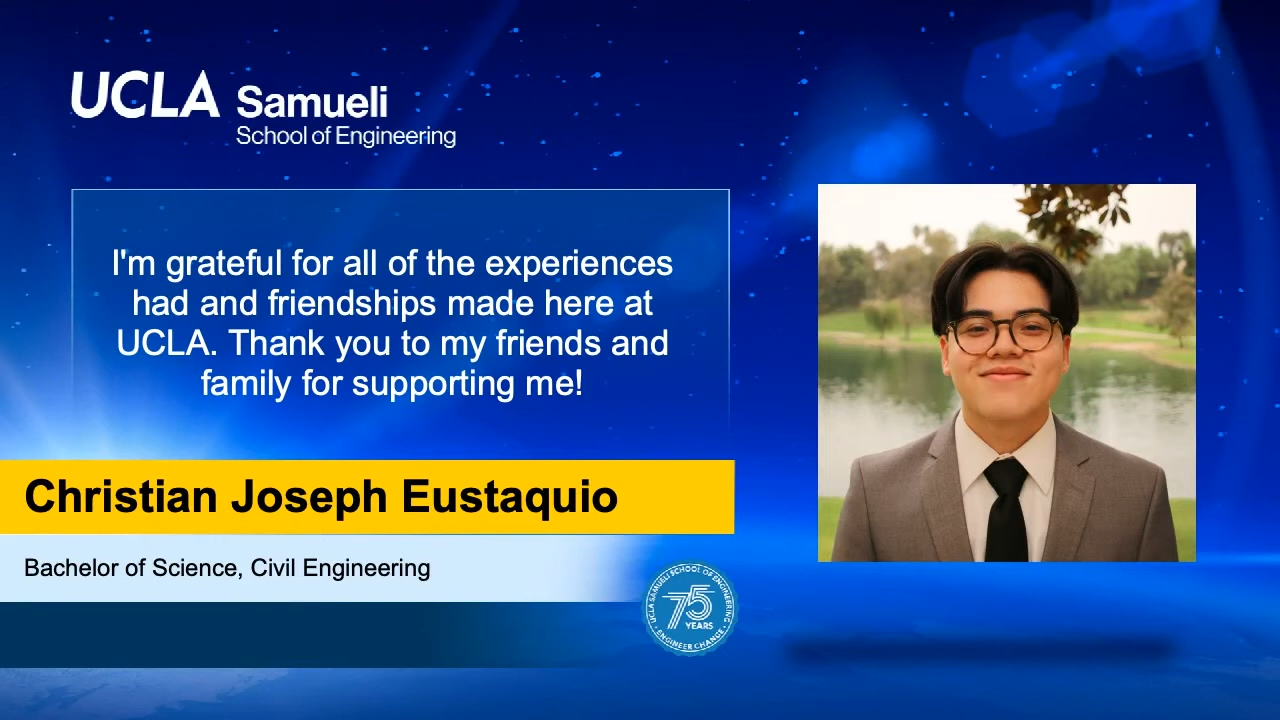 UCLA Samueli
School of Engineering
I'm grateful for all of the experiences
had and friendships made here at
UCLA. Thank you to my friends and
family for supporting me!
Christian Joseph Eustaquio
Bachelor of Science, Civil Engineering
UCLA SAMUELI SCHOOL OF ENGINEERING
75
YEARS
ENGINEER CHANGE